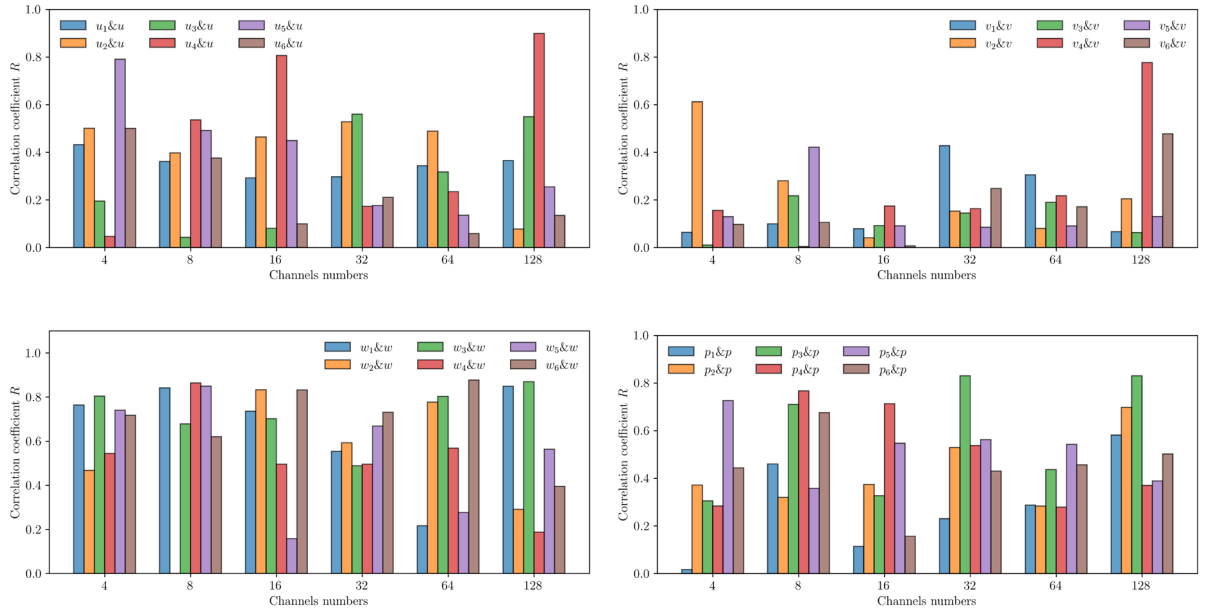 1.0
0.8
0.6
0.4
0.2
0.0
Correlation coefficient R
u₁&u u₃&u u₅&u
u₂&u u₄&u u₆&u
4 8 16 32 64 128
Channels numbers
1.0
0.8
0.6
0.4
0.2
0.0
Correlation coefficient R
v₁&v v₃&v v₅&v
v₂&v v₄&v v₆&v
4 8 16 32 64 128
Channels numbers
1.0
0.8
0.6
0.4
0.2
0.0
Correlation coefficient R
w₁&w w₃&w w₅&w
w₂&w w₄&w w₆&w
4 8 16 32 64 128
Channels numbers
1.0
0.8
0.6
0.4
0.2
0.0
Correlation coefficient R
p₁&p p₃&p p₅&p
p₂&p p₄&p p₆&p
4 8 16 32 64 128
Channels numbers